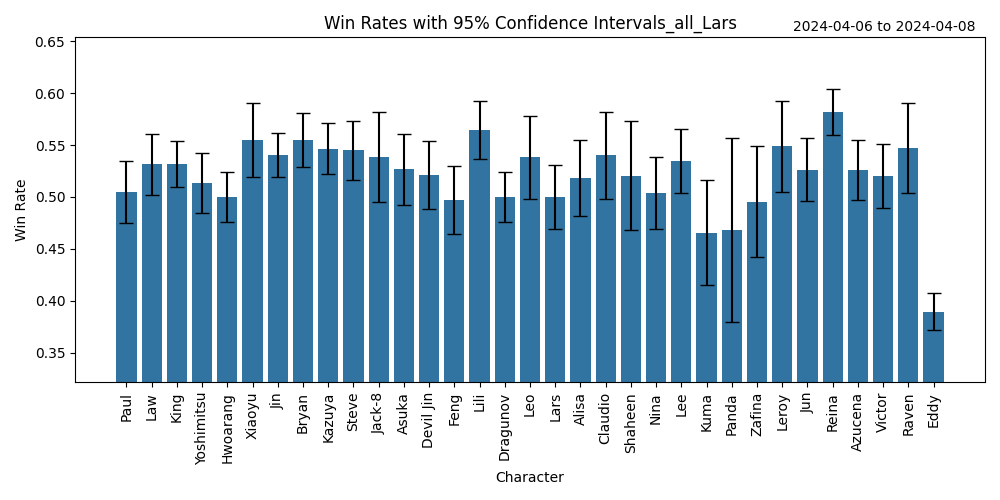 Win Rates with 95% Confidence Intervals_all_Lars
2024-04-06 to 2024-04-08
Win Rate
0.65
0.60
0.55
0.50
0.45
0.40
0.35
Paul
Law
King
Yoshimitsu
Hwoarang
Xiaoyu
Jin
Bryan
Kazuya
Steve
Jack-8
Asuka
Devil Jin
Feng
Lili
Dragunov
Leo
Lars
Alisa
Claudio
Shaheen
Nina
Lee
Kuma
Panda
Zafina
Leroy
Jun
Reina
Azucena
Victor
Raven
Eddy
Character